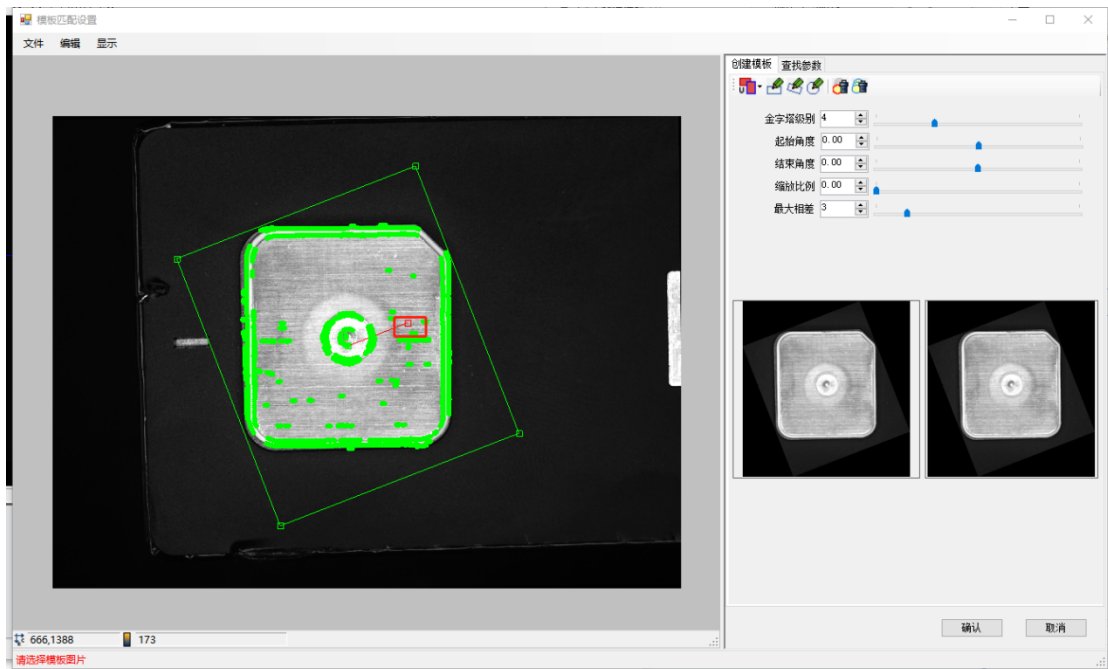 模板匹配设置
文件 编辑 显示
创建模板 查找参数
金字塔级别 4
起始角度 0.00
结束角度 0.00
缩放比例 0.00
最大相差 3
确认 取消
666,1388 173
请选择模板图片